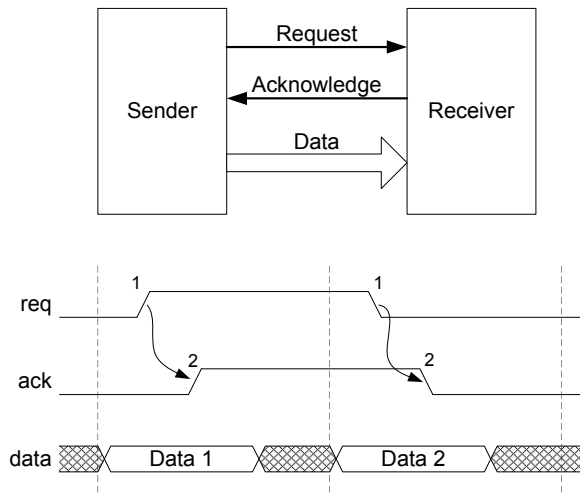 Request
Acknowledge
Sender
Receiver
Data
1
1
req
2
2
ack
data
Data 1
Data 2